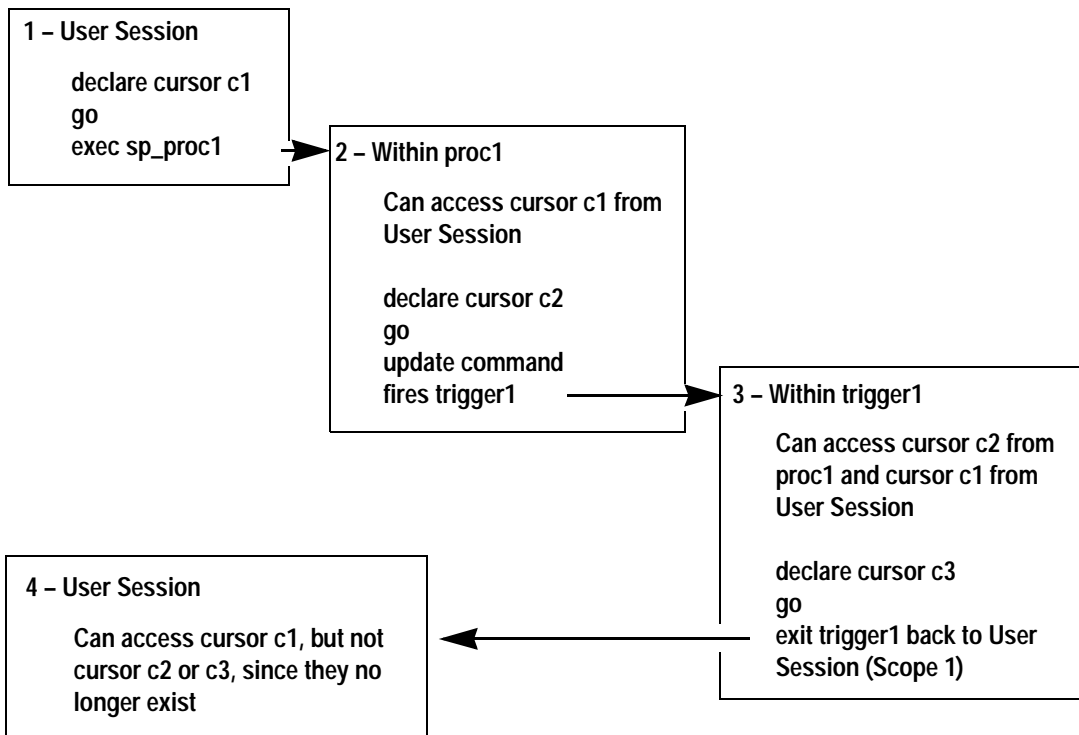 1 – User Session
declare cursor c1
go
exec sp_proc1
2 – Within proc1
Can access cursor c1 from
User Session
declare cursor c2
go
update command
fires trigger1
3 – Within trigger1
Can access cursor c2 from
proc1 and cursor c1 from
User Session
declare cursor c3
go
exit trigger1 back to User
Session (Scope 1)
4 – User Session
Can access cursor c1, but not
cursor c2 or c3, since they no
longer exist